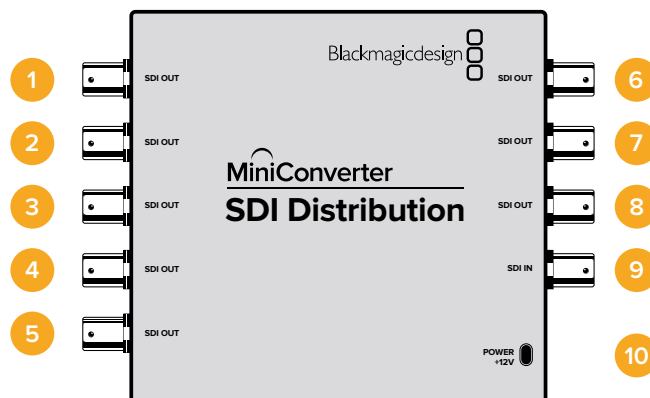 Blackmagicdesign
1 SDI OUT
SDI OUT 6
2 SDI OUT
SDI OUT 7
MiniConverter
SDI Distribution
3 SDI OUT
SDI OUT 8
4 SDI OUT
SDI IN 9
5 SDI OUT
POWER
+12V
10